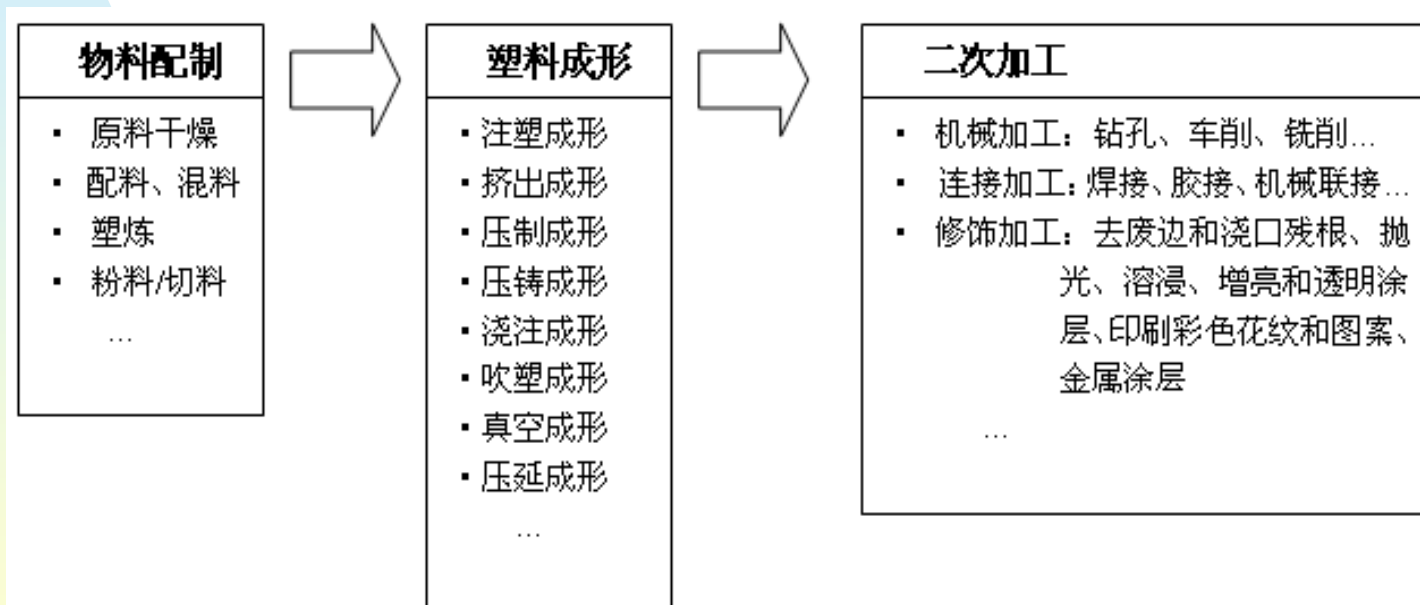 物料配制
▪ 原料干燥
▪ 配料、混料
▪ 塑炼
▪ 粉料/切料
…
塑料成形
▪注塑成形
▪挤出成形
▪压制成形
▪压铸成形
▪浇注成形
▪吹塑成形
▪真空成形
▪压延成形
…
二次加工
▪ 机械加工：钻孔、车削、铣削…
▪ 连接加工：焊接、胶接、机械联接…
▪ 修饰加工：去废边和浇口残根、抛
光、溶浸、增亮和透明涂
层、印刷彩色花纹和图案、
金属涂层
…